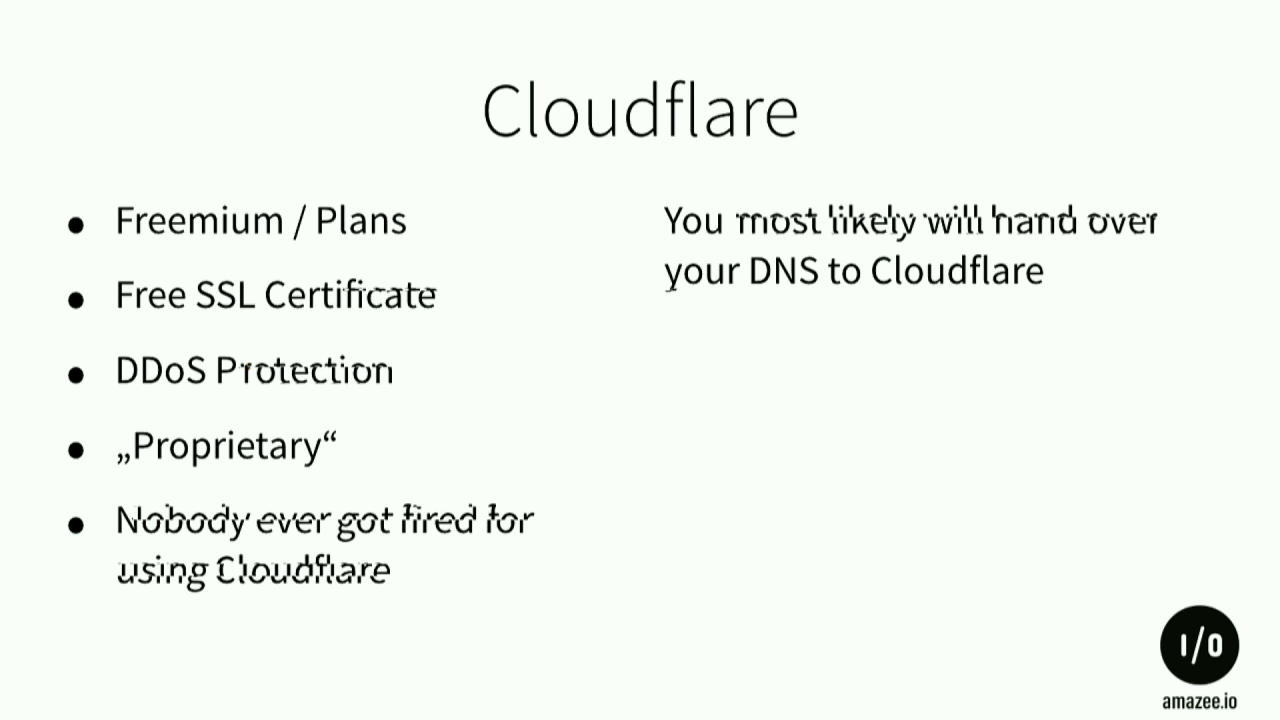 Cloudflare
• Freemium / Plans
• Free SSL Certificate
• DDoS Protection
• „Proprietary“
• Nobody ever got fired for
using Cloudflare
You most likely will hand over
your DNS to Cloudflare
I/O
amazee.io